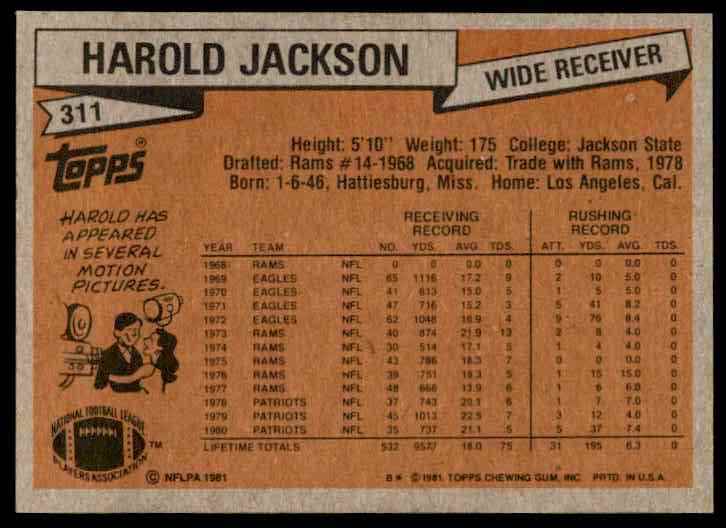 HAROLD JACKSON
WIDE RECEIVER
311
TOPPS®
Height: 5'10" Weight: 175 College: Jackson State
Drafted: Rams #14-1968 Acquired: Trade with Rams, 1978
Born: 1-6-46, Hattiesburg, Miss. Home: Los Angeles, Cal.
HAROLD HAS
APPEARED
IN SEVERAL
MOTION
PICTURES.
RECEIVING RECORD RUSHING RECORD
YEAR TEAM NO. YDS. AVG. TDS. ATT. YDS. AVG. TDS.
1968 RAMS NFL 0 0 0.0 0 0 0 0.0 0
1969 EAGLES NFL 65 1116 17.2 9 2 10 5.0 0
1970 EAGLES NFL 41 613 15.0 5 1 5 5.0 0
1971 EAGLES NFL 47 716 15.2 3 5 41 8.2 0
1972 EAGLES NFL 62 1048 16.9 4 9 76 8.4 0
1973 RAMS NFL 40 874 21.9 13 2 8 4.0 0
1974 RAMS NFL 30 514 17.1 5 1 4 4.0 0
1975 RAMS NFL 43 786 18.3 7 0 0 0.0 0
1976 RAMS NFL 39 751 19.3 5 1 15 15.0 0
1977 RAMS NFL 48 666 13.9 6 1 6 6.0 0
1978 PATRIOTS NFL 37 743 20.1 6 1 7 7.0 0
1979 PATRIOTS NFL 45 1013 22.5 7 3 12 4.0 0
1980 PATRIOTS NFL 35 737 21.1 5 5 37 7.4 0
LIFETIME TOTALS 532 9577 18.0 75 31 195 6.3 0
NATIONAL FOOTBALL LEAGUE
PLAYERS ASSOCIATION
TM
© NFLPA 1981
B* © 1981 TOPPS CHEWING GUM, INC. PRTD. IN U.S.A.